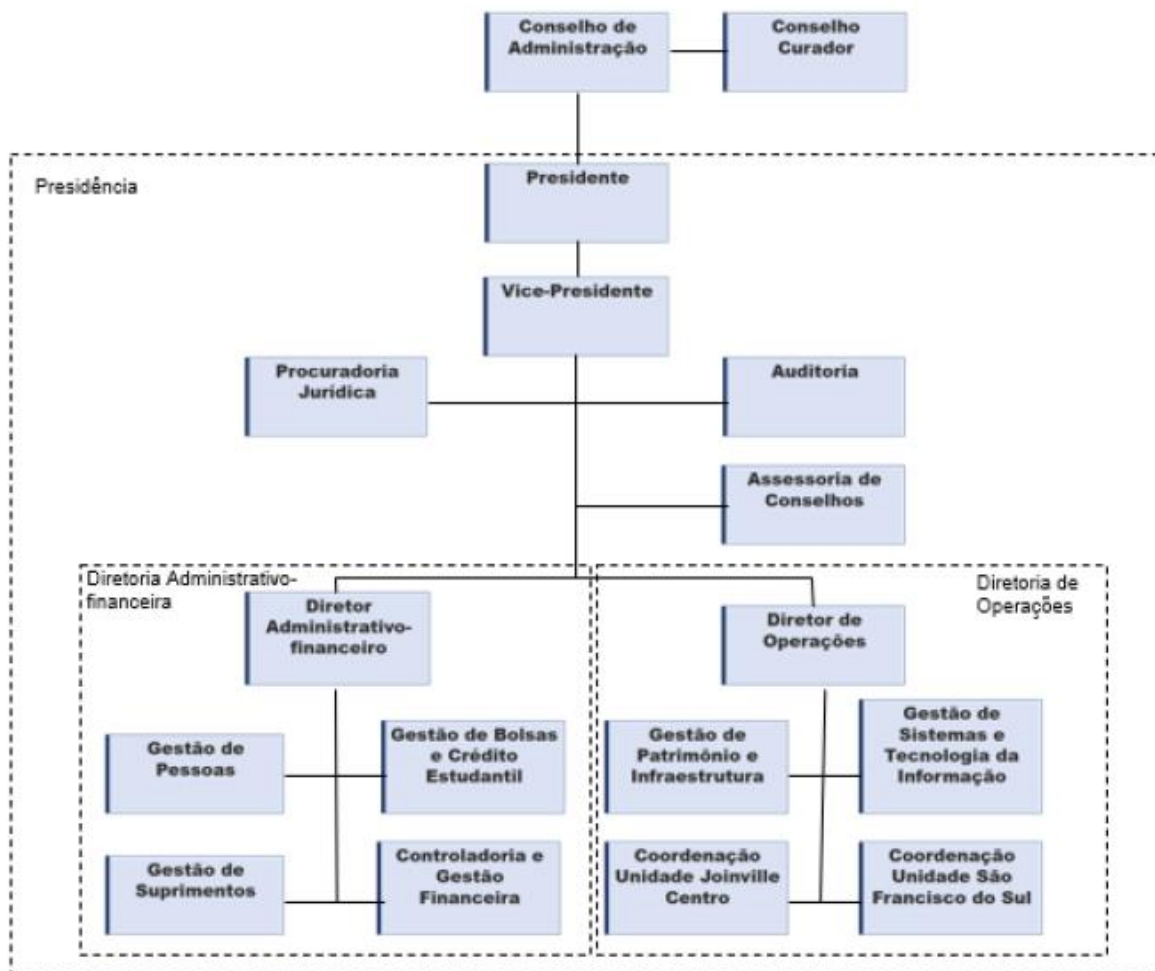 Conselho de
Administração
Conselho
Curador
Presidência
Presidente
Vice-Presidente
Procuradoria
Jurídica
Auditoria
Assessoria de
Conselhos
Diretoria Administrativo-
financeira
Diretoria de
Operações
Diretor
Administrativo-
financeiro
Diretor de
Operações
Gestão de
Pessoas
Gestão de Bolsas
e Crédito
Estudantil
Gestão de
Patrimônio e
Infraestrutura
Gestão de
Sistemas e
Tecnologia da
Informação
Gestão de
Suprimentos
Controladoria e
Gestão
Financeira
Coordenação
Unidade Joinville
Centro
Coordenação
Unidade São
Francisco do Sul